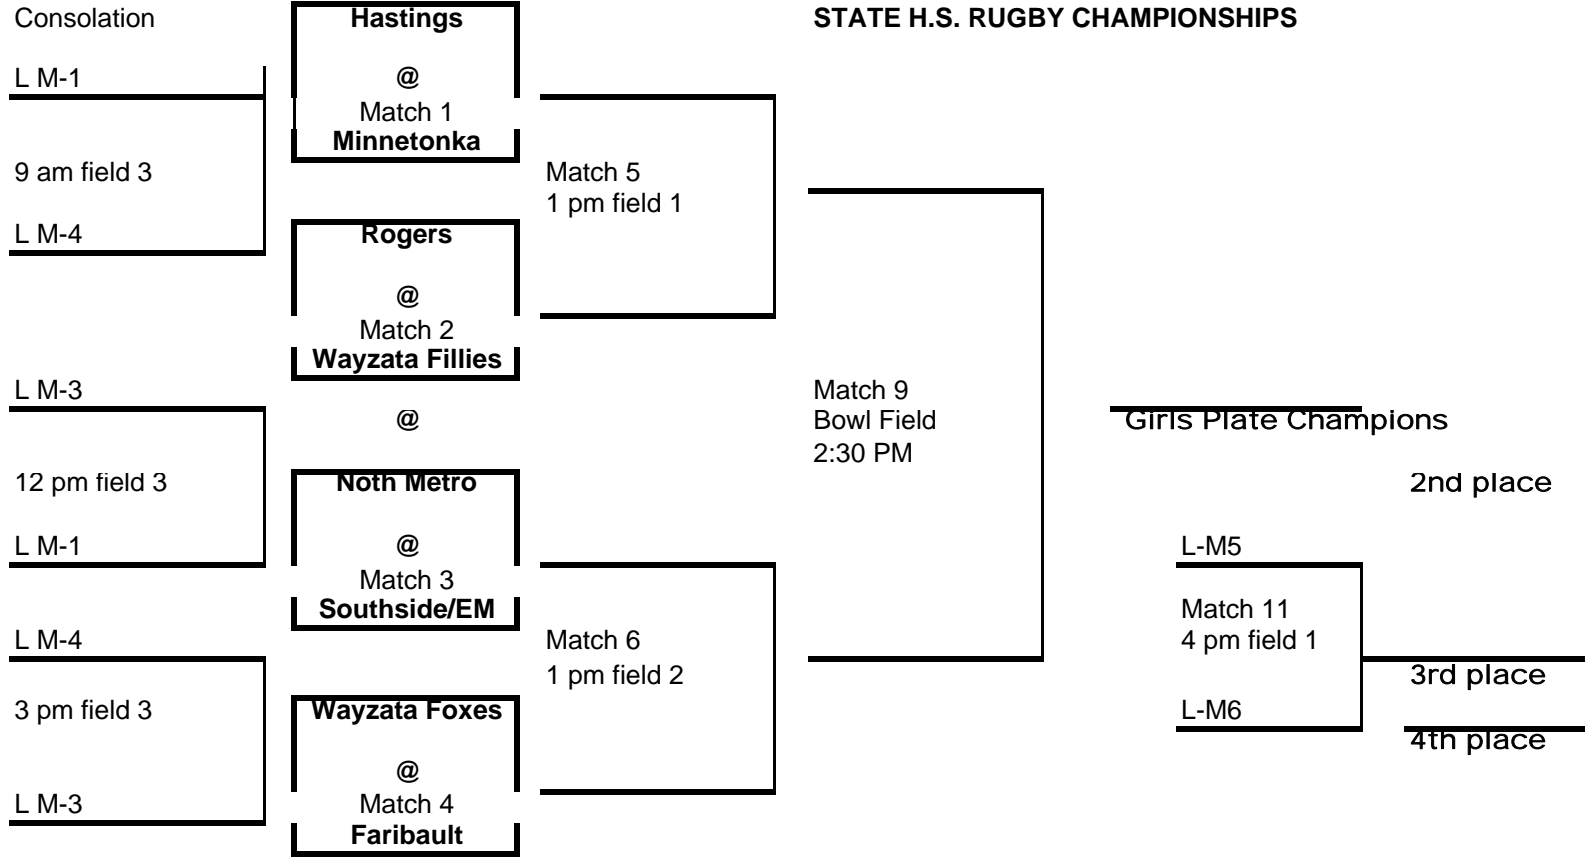 Consolation
Hastings
STATE H.S. RUGBY CHAMPIONSHIPS
L M-1
@
Match 1
Minnetonka
9 am field 3
Match 5
1 pm field 1
L M-4
Rogers
@
Match 2
Wayzata Fillies
L M-3
@
Match 9
Bowl Field
2:30 PM
Girls Plate Champions
12 pm field 3
Noth Metro
2nd place
L M-1
@
L-M5
Match 3
Southside/EM
Match 11
4 pm field 1
L M-4
Match 6
1 pm field 2
3rd place
3 pm field 3
Wayzata Foxes
L-M6
4th place
@
L M-3
Match 4
Faribault